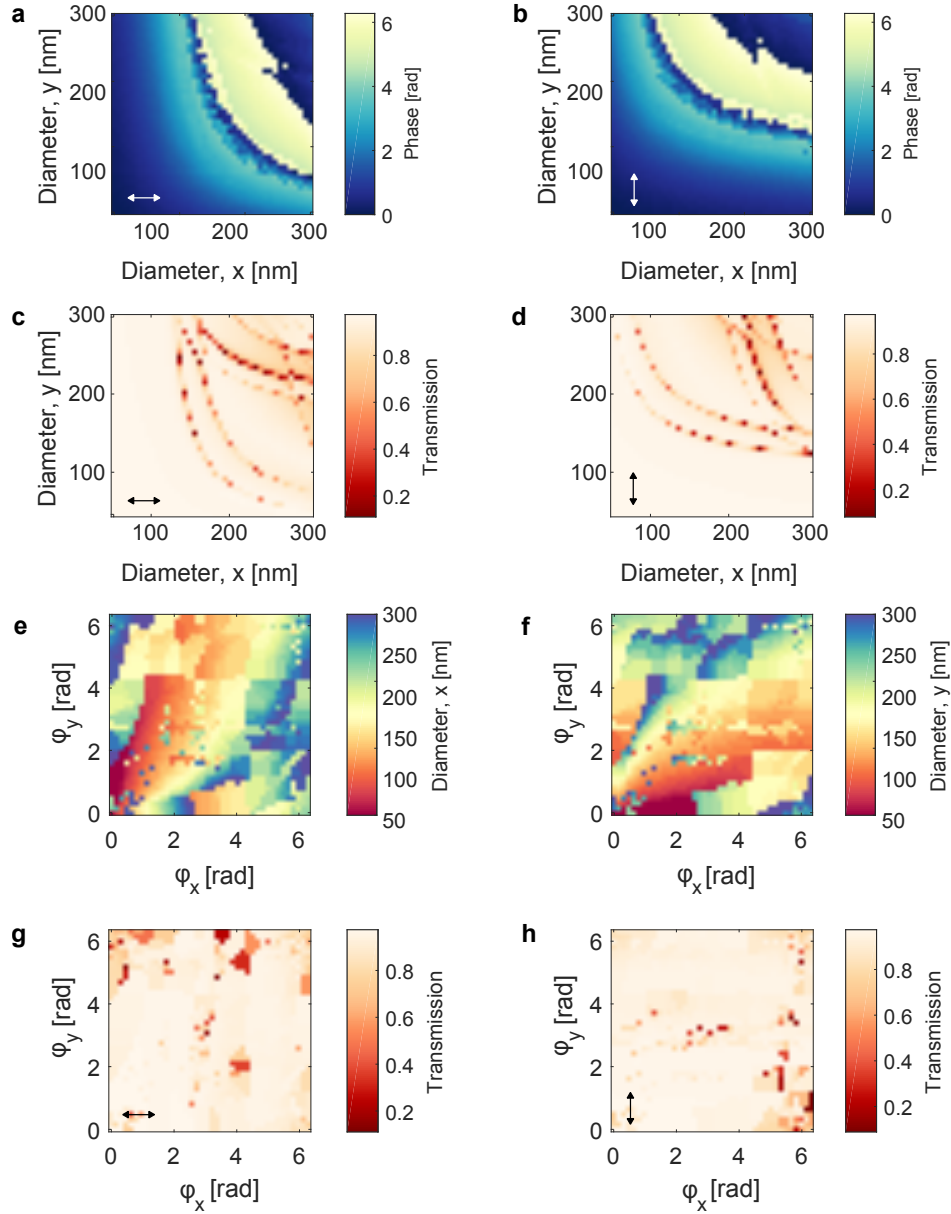 a
300
200
100
Diameter, y [nm]
100
200
300
Diameter, x [nm]
6
4
2
0
Phase [rad]
b
300
200
100
Diameter, y [nm]
100
200
300
Diameter, x [nm]
6
4
2
0
Phase [rad]
c
300
200
100
Diameter, y [nm]
100
200
300
Diameter, x [nm]
0.8
0.6
0.4
0.2
Transmission
d
300
200
100
100
200
300
Diameter, x [nm]
0.8
0.6
0.4
0.2
Transmission
e
6
4
2
0
φy [rad]
0
2
4
6
φx [rad]
300
250
200
150
100
50
Diameter, x [nm]
f
6
4
2
0
φy [rad]
0
2
4
6
φx [rad]
300
250
200
150
100
50
Diameter, y [nm]
g
6
4
2
0
φy [rad]
0
2
4
6
φx [rad]
0.8
0.6
0.4
0.2
Transmission
h
6
4
2
0
φy [rad]
0
2
4
6
φx [rad]
0.8
0.6
0.4
0.2
Transmission